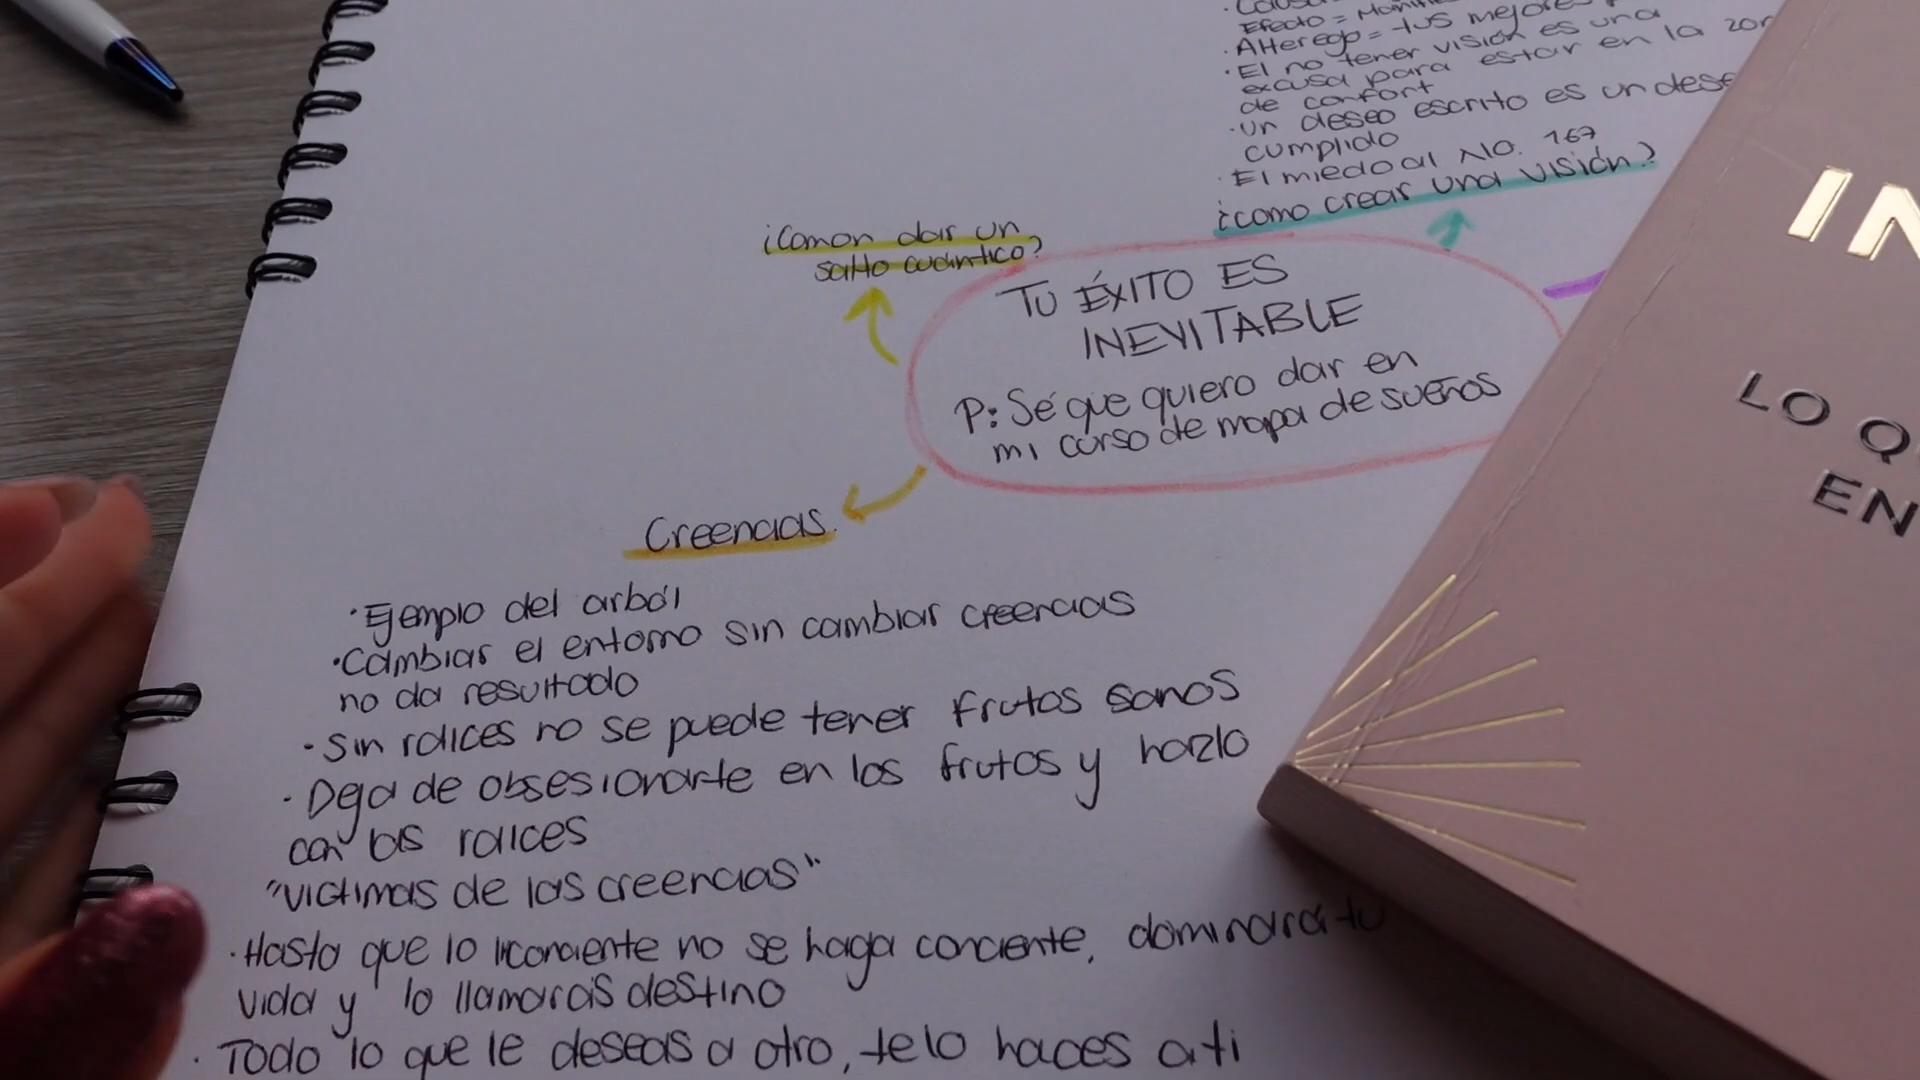 Efecto =
· Alterego = tus mejores
· El no tener visión es una
excusa para estar en la
de confort
· Un deseo escrito es un
cumplido
· El miedo al NO. 167
¿como crear una visión?
¿Comon dar un
salto cuántico?
TU ÉXITO ES
INEVITABLE
P: Sé que quiero dar en
mi curso de mapa de sueños
Creencias.
· Ejemplo del arból
· Cambiar el entorno sin cambiar creencias
no da resultado
· Sin raíces no se puede tener frutos sanos
· Deja de obsesionarte en los frutos y hazlo
con las raíces
"victimas de las creencias"
· Hasta que lo inconciente no se haga conciente, dominará tu
vida y lo llamarás destino
· Todo lo que le deseas a otro, te lo haces a ti
IN
LO Q
EN